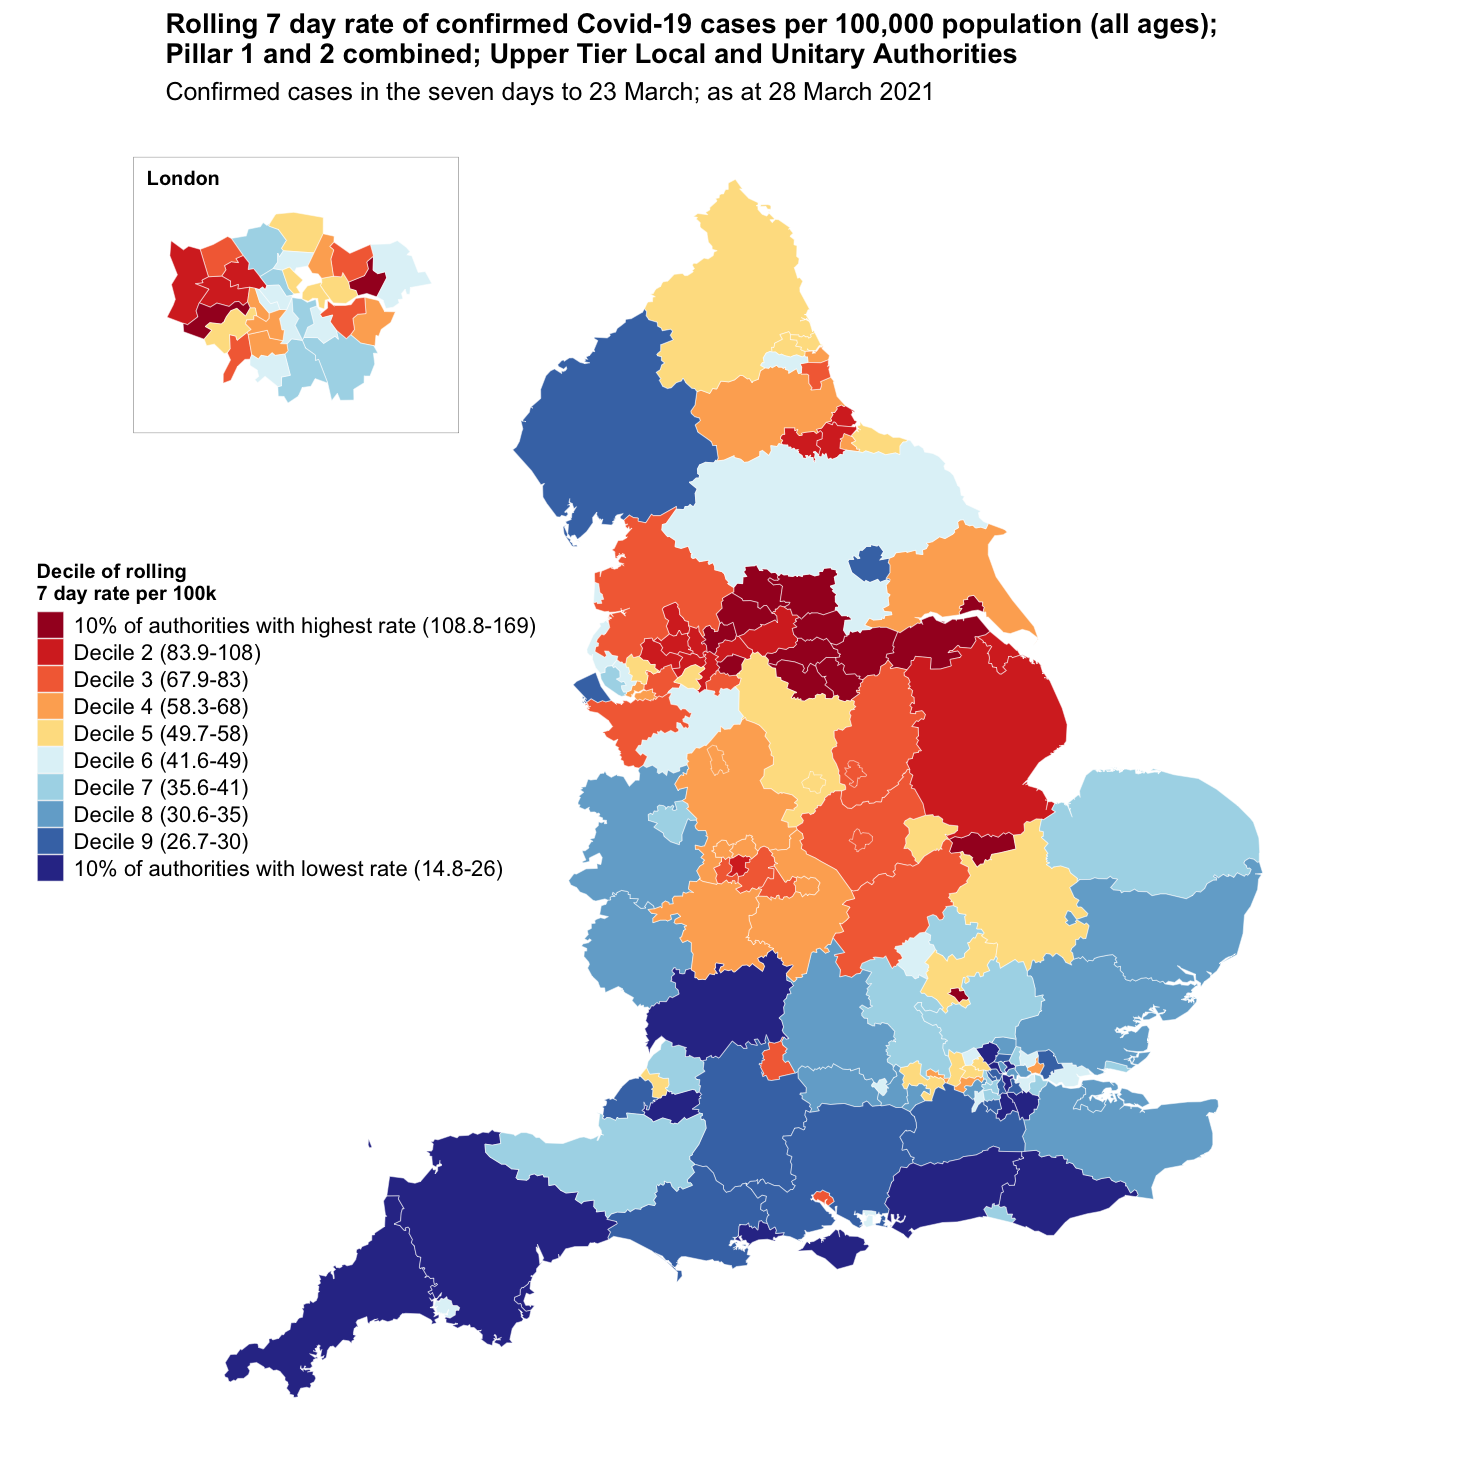 Rolling 7 day rate of confirmed Covid-19 cases per 100,000 population (all ages);
Pillar 1 and 2 combined; Upper Tier Local and Unitary Authorities
Confirmed cases in the seven days to 23 March; as at 28 March 2021
London
Decile of rolling
7 day rate per 100k
10% of authorities with highest rate (108.8-169)
Decile 2 (83.9-108)
Decile 3 (67.9-83)
Decile 4 (58.3-68)
Decile 5 (49.7-58)
Decile 6 (41.6-49)
Decile 7 (35.6-41)
Decile 8 (30.6-35)
Decile 9 (26.7-30)
10% of authorities with lowest rate (14.8-26)